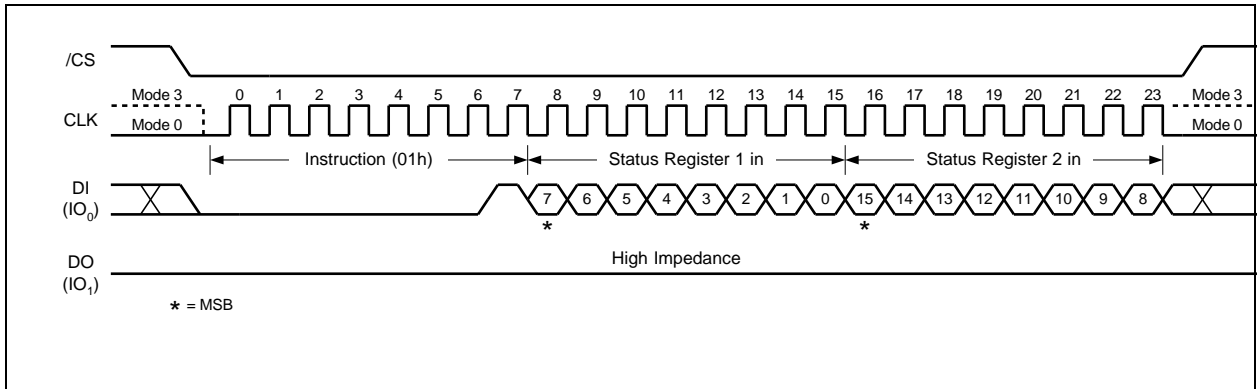 /CS
Mode 3 0 1 2 3 4 5 6 7 8 9 10 11 12 13 14 15 16 17 18 19 20 21 22 23 Mode 3
CLK
Mode 0 Mode 0
Instruction (01h) Status Register 1 in Status Register 2 in
DI
(IO0) 7 6 5 4 3 2 1 0 15 14 13 12 11 10 9 8
* *
DO High Impedance
(IO1)
* = MSB